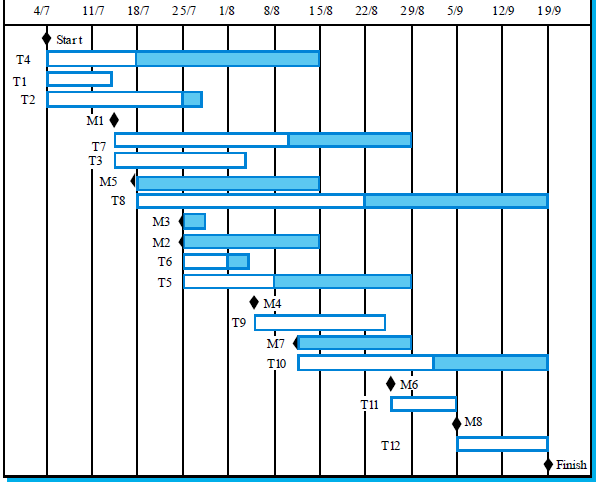 4/7 11/7 18/7 25/7 1/8 8/8 15/8 22/8 29/8 5/9 12/9 19/9
Start
T4
T1
T2
M1
T7
T3
M5
T8
M3
M2
T6
T5
M4
T9
M7
T10
M6
T11
M8
T12
Finish